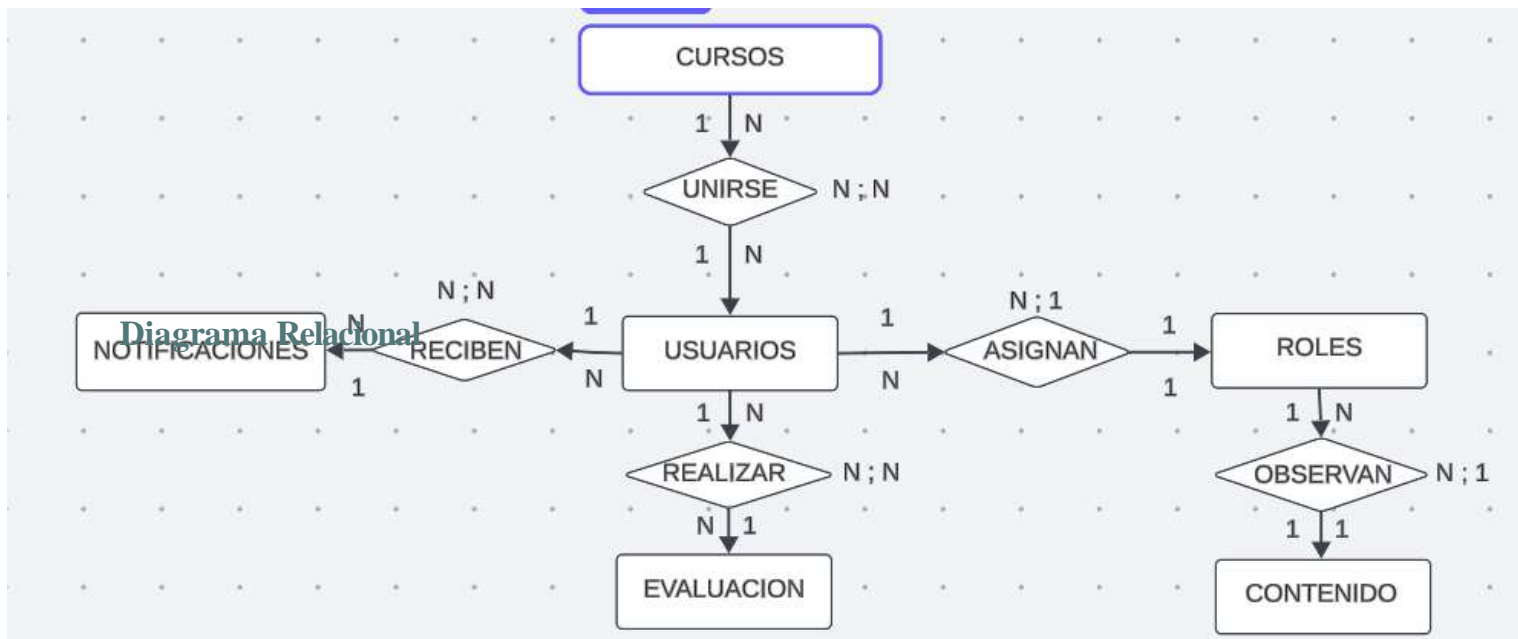 CURSOS
1 N
UNIRSE N ; N
1 N
N ; N
N ; 1
Diagrama Relacional
N
1
1
1
NOTIFICACIONES RECIBEN USUARIOS ASIGNAN ROLES
1
N
N
1
1 N
1 N
REALIZAR N ; N
OBSERVAN N ; 1
N 1
1 1
EVALUACION
CONTENIDO